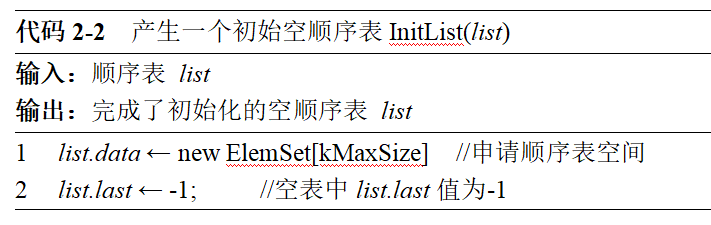 代码 2-2 产生一个初始空顺序表 InitList(list)
输入：顺序表 list
输出：完成了初始化的空顺序表 list
1 list.data ← new ElemSet[kMaxSize] //申请顺序表空间
2 list.last ← -1; //空表中 list.last 值为-1